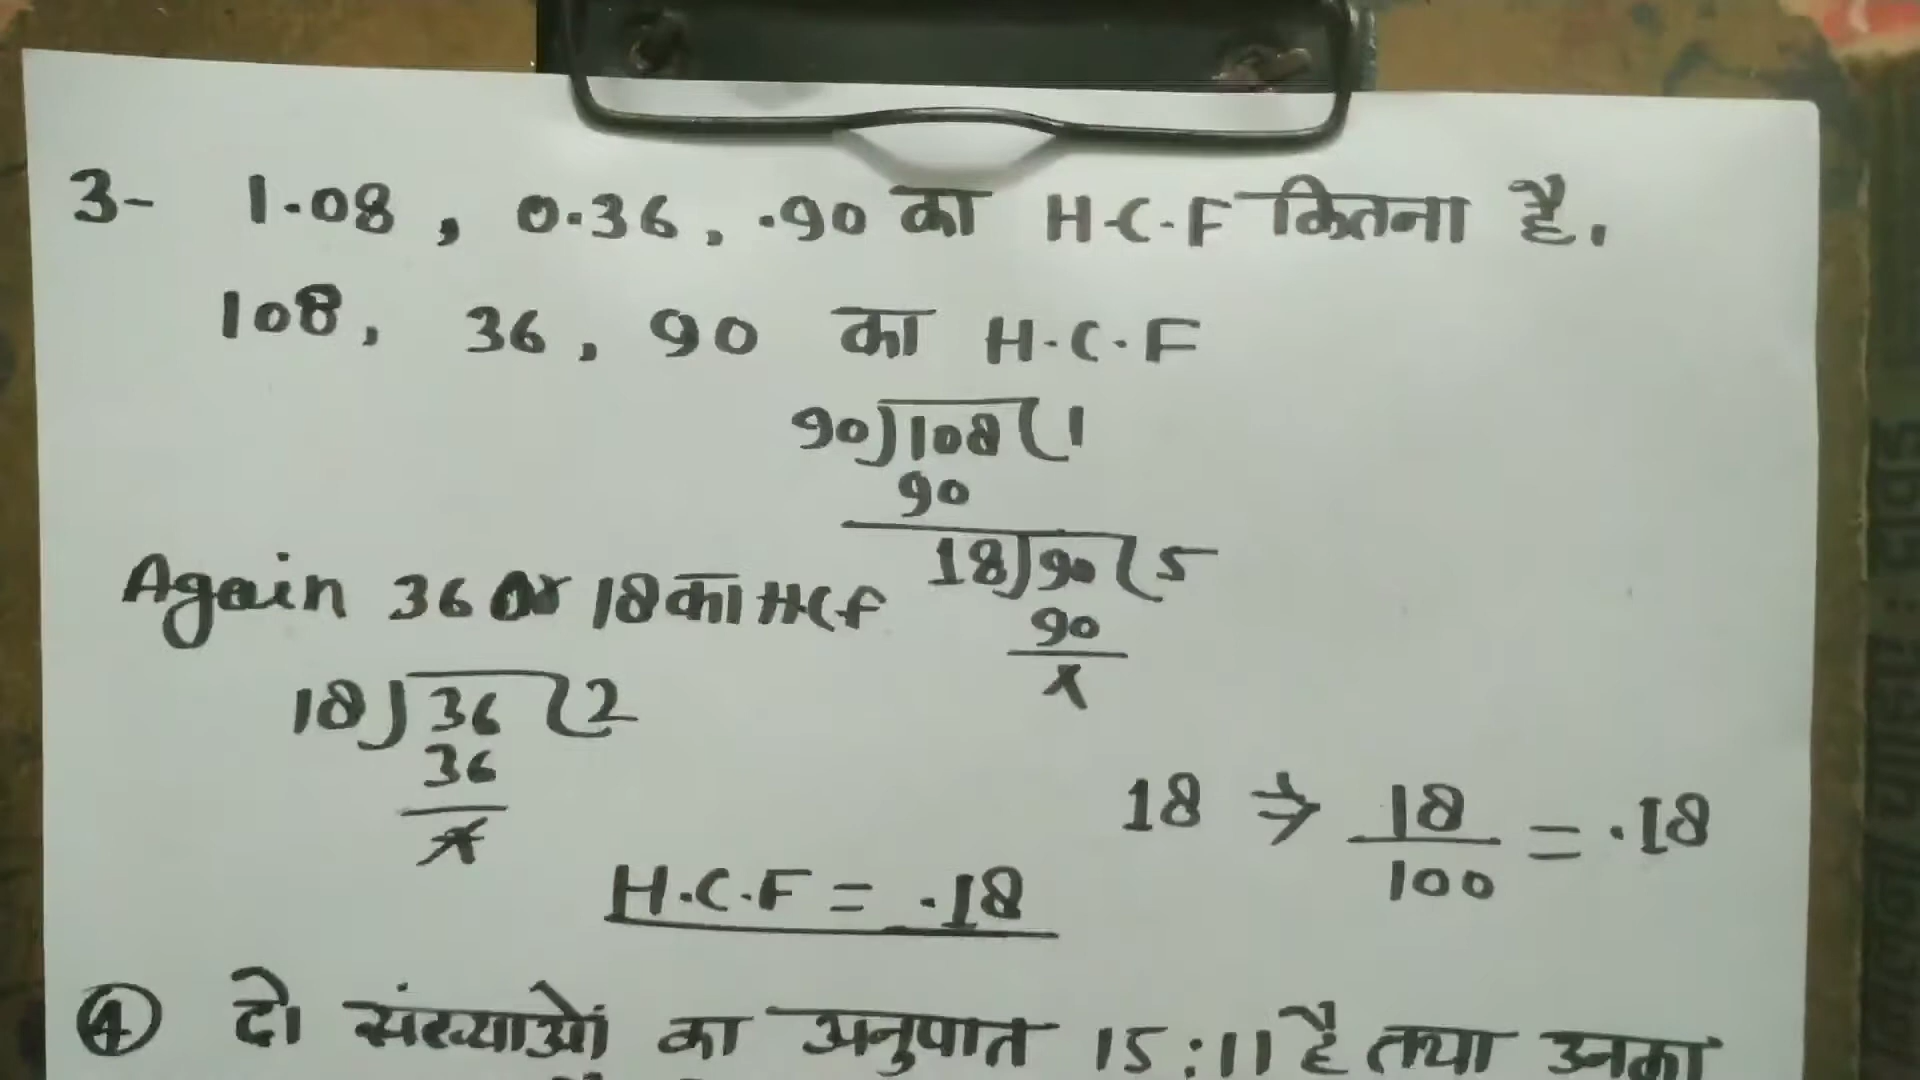 3- 1.08, 0.36, .90 का H.C.F कितना है.
108, 36, 90 का H.C.F
90)108(1
90
18)90(5
90
x
Again 36 or 18 का HCF
18)36(2
36
x
18 ⇒ 18/100 = .18
H.C.F = .18
④ दो संख्याओं का अनुपात 15:11 है तथा उनका